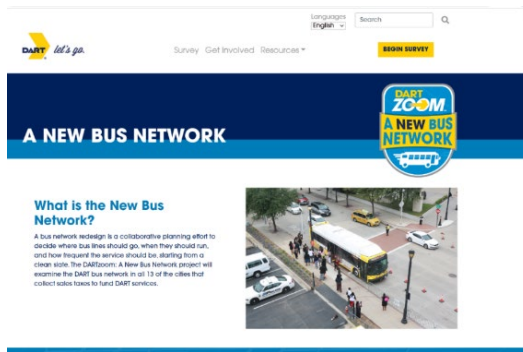 Languages
English
Search
DART let's go.
Survey Get Involved Resources
BEGIN SURVEY
DART
ZOOM
A NEW BUS
NETWORK
A NEW BUS NETWORK
What is the New Bus
Network?
A bus network redesign is a collaborative planning effort to
decide where bus lines should go, when they should run,
and how frequent the service should be, starting from a
clean slate. The DARTzoom: A New Bus Network project will
examine the DART bus network in all 13 of the cities that
collect sales taxes to fund DART services.